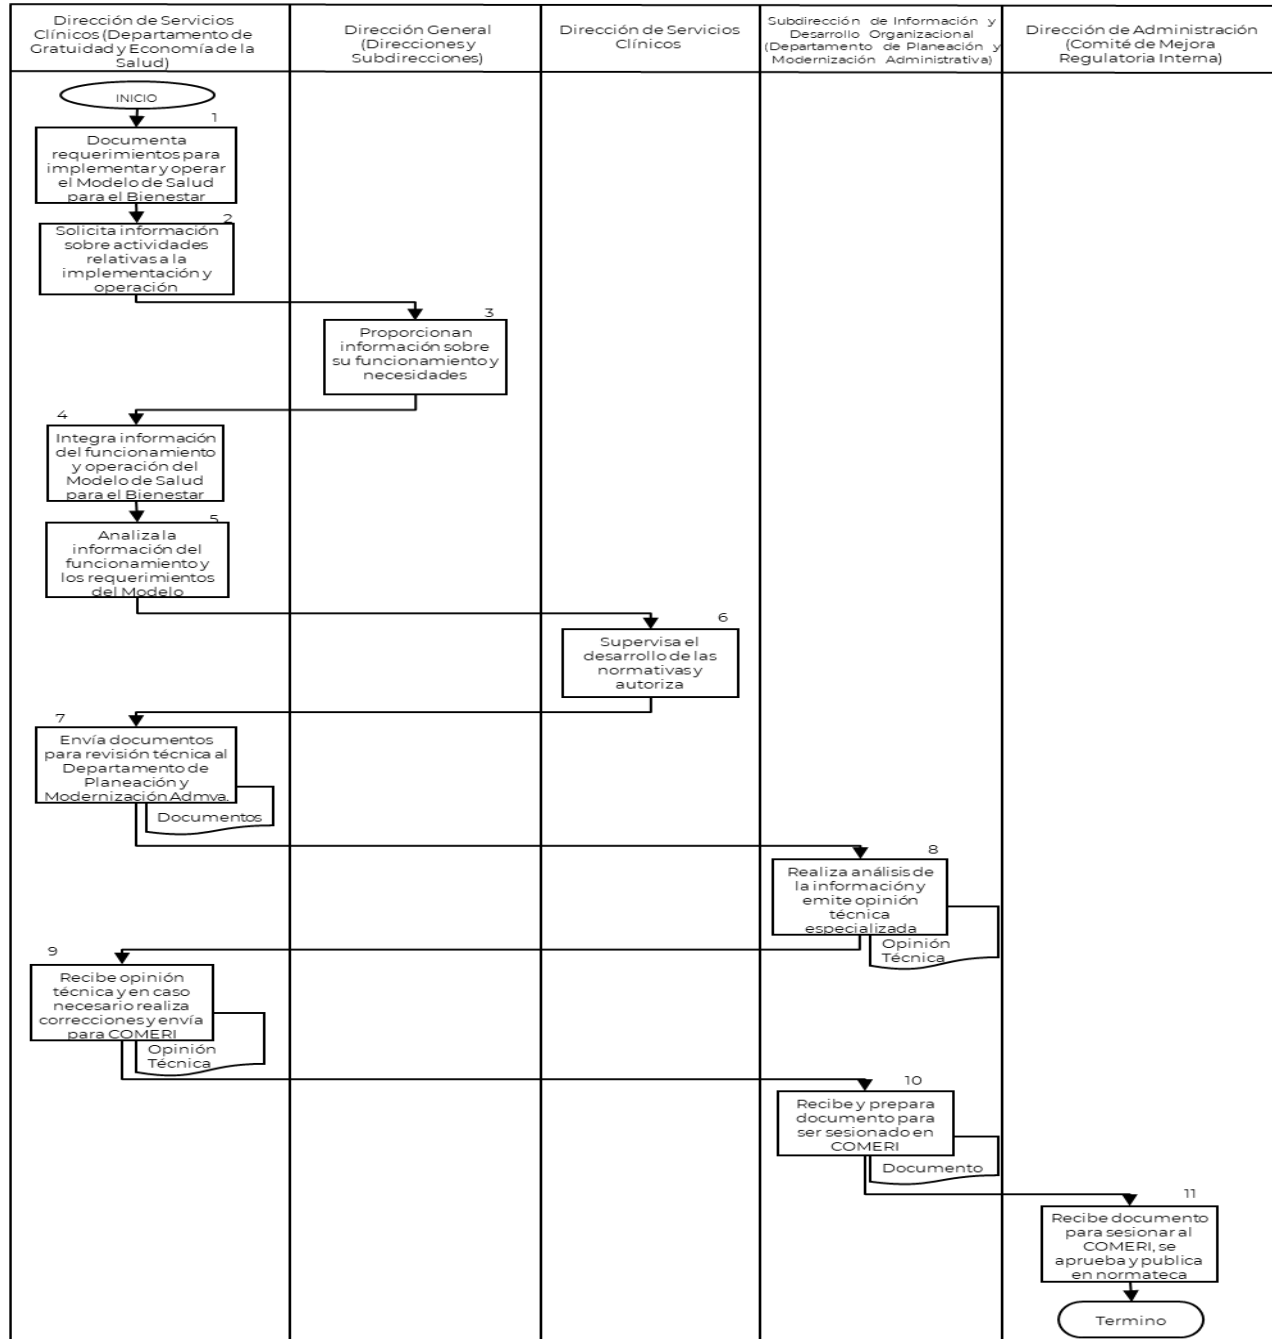 Dirección de Servicios
Clínicos (Departamento de
Gratuidad y Economía de la
Salud)
Dirección General
(Direcciones y
Subdirecciones)
Dirección de Servicios
Clínicos
Subdirección de Información y
Desarrollo Organizacional
(Departamento de Planeación y
Modernización Administrativa)
Dirección de Administración
(Comité de Mejora
Regulatoria Interna)
INICIO
1
Documenta
requerimientos para
implementar y operar
el Modelo de Salud
para el Bienestar
2
Solicita información
sobre actividades
relativas a la
implementación y
operación
3
Proporcionan
información sobre
su funcionamiento y
necesidades
4
Integra información
del funcionamiento
y operación del
Modelo de Salud
para el Bienestar
5
Analiza la
información del
funcionamiento y
los requerimientos
del Modelo
6
Supervisa el
desarrollo de las
normativas y
autoriza
7
Envía documentos
para revisión técnica al
Departamento de
Planeación y
Modernización Admva.
Documentos
8
Realiza análisis de
la información y
emite opinión
técnica
especializada
Opinión
Técnica
9
Recibe opinión
técnica y en caso
necesario realiza
correcciones y envía
para COMERI
Opinión
Técnica
10
Recibe y prepara
documento para
ser sesionado en
COMERI
Documento
11
Recibe documento
para sesionar al
COMERI, se
aprueba y publica
en normateca
Termino